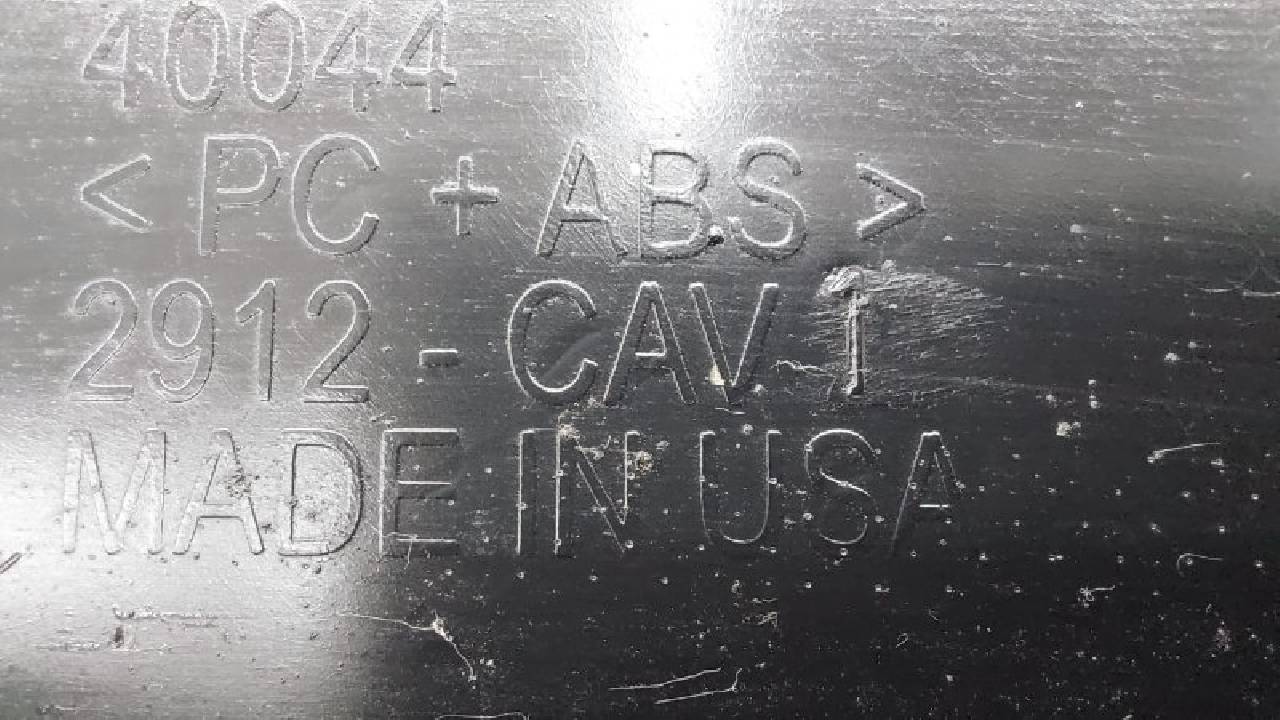 40044
< PC + ABS >
2912 - CAV 1
MADE IN USA